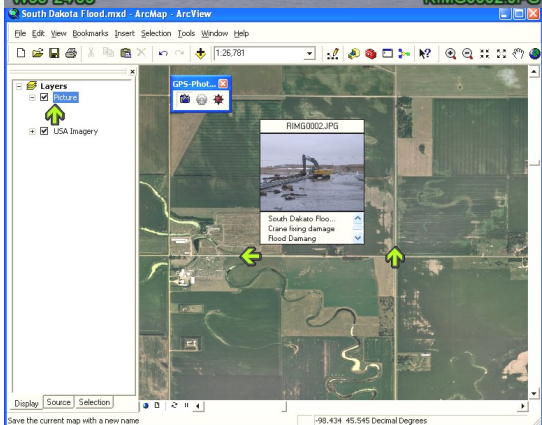 RIMG0002.JPG
South Dakota Flood.mxd - ArcMap - ArcView
File Edit View Bookmarks Insert Selection Tools Window Help
1:26,781
Layers
Picture
USA Imagery
GPS-Phot...
RIMG0002.JPG
South Dakato Floo...
Crane fixing damage
Flood Damang
Display Source Selection
Save the current map with a new name
-98.434 45.545 Decimal Degrees